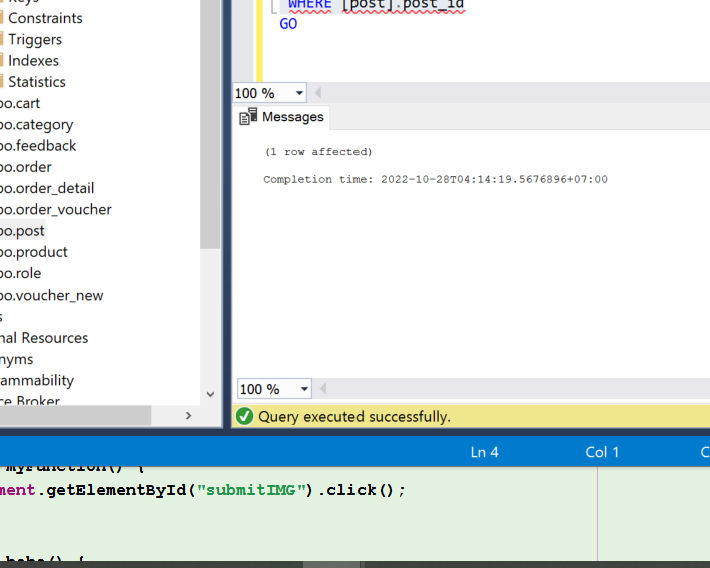 WHERE [post].post_id
GO
Constraints
Triggers
Indexes
Statistics
bo.cart
bo.category
bo.feedback
bo.order
bo.order_detail
bo.order_voucher
bo.post
bo.product
bo.role
bo.voucher_new
s
nal Resources
nyms
rammability
ce Broker
100 %
Messages
(1 row affected)
Completion time: 2022-10-28T04:14:19.5676896+07:00
100 %
Query executed successfully.
Ln 4
Col 1
C
myFunction() {
ment.getElementById("submitIMG").click();